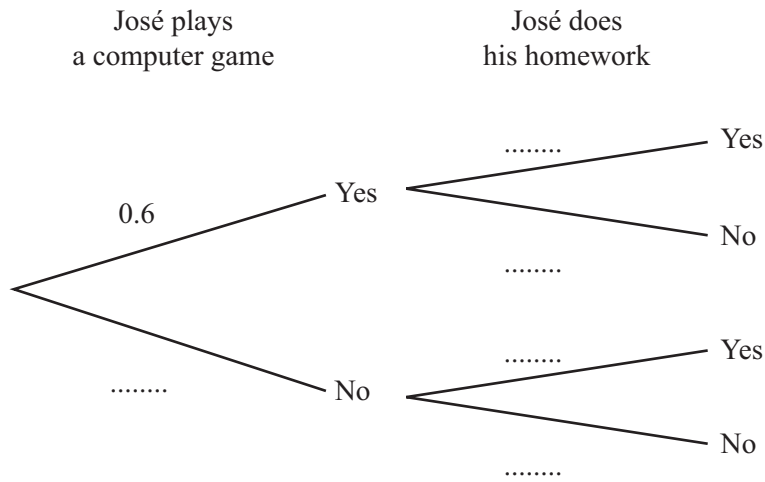 José plays
a computer game
José does
his homework
........
Yes
0.6
Yes
No
........
........
Yes
........
No
No
........